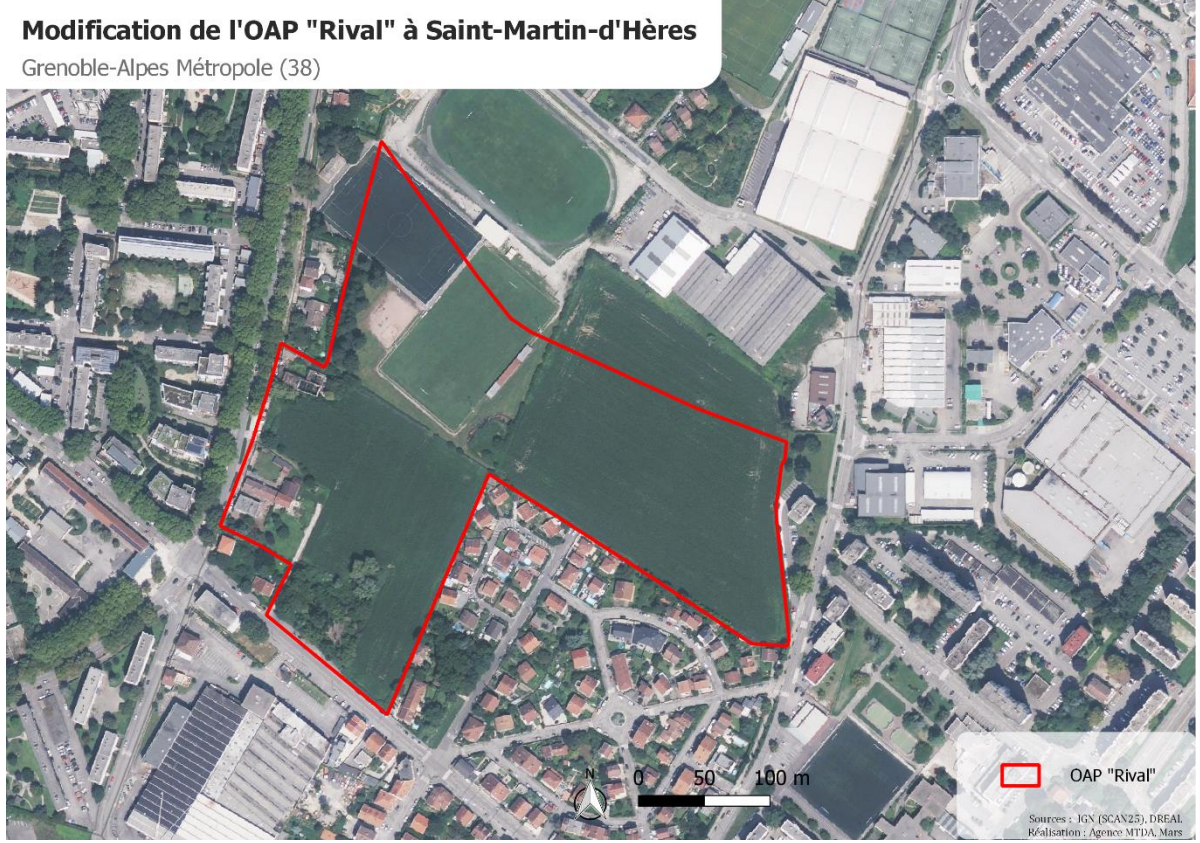 Modification de l'OAP "Rival" à Saint-Martin-d'Hères
Grenoble-Alpes Métropole (38)
N
0 50 100 m
OAP "Rival"
Sources : IGN (SCAN25), DREAL
Réalisation : Agence MTDA, Mars